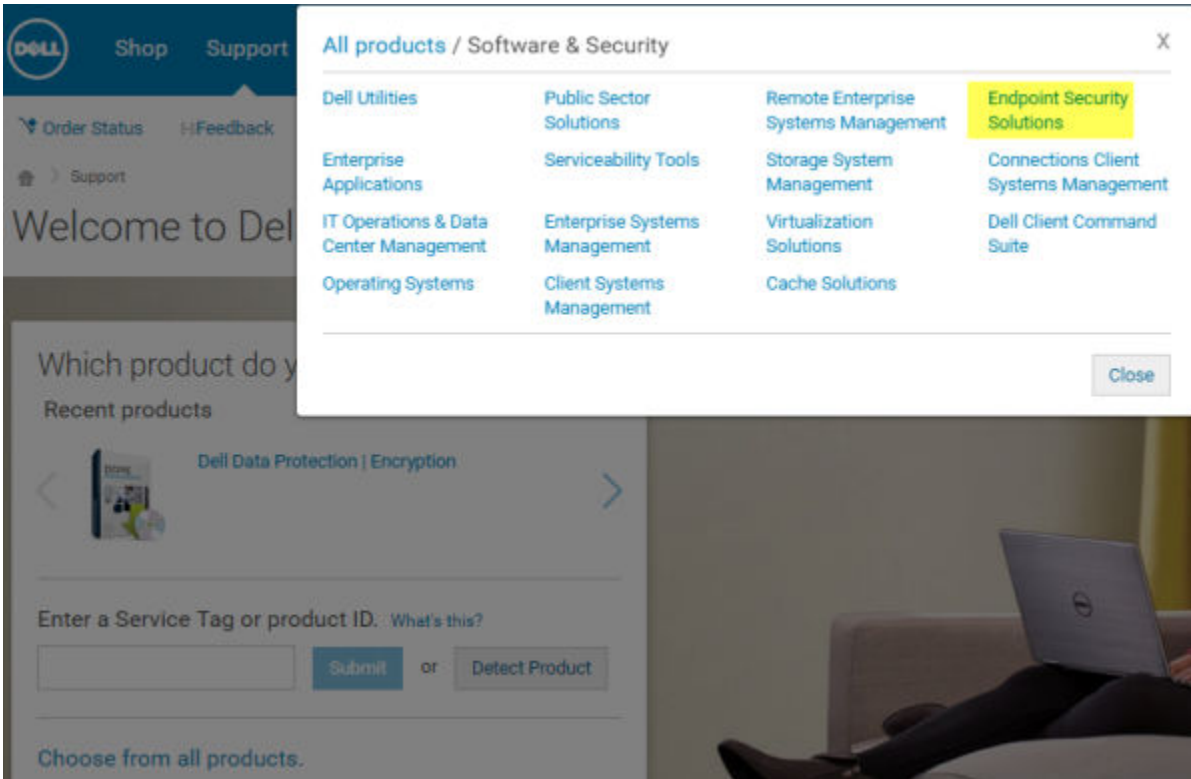 DELL
Shop
Support
All products / Software & Security
X
Dell Utilities
Public Sector
Solutions
Remote Enterprise
Systems Management
Endpoint Security
Solutions
Order Status
Feedback
Enterprise
Applications
Serviceability Tools
Storage System
Management
Connections Client
Systems Management
Support
IT Operations & Data
Center Management
Enterprise Systems
Management
Virtualization
Solutions
Dell Client Command
Suite
Welcome to Del
Operating Systems
Client Systems
Management
Cache Solutions
Close
Which product do y
Recent products
Dell Data Protection | Encryption
Enter a Service Tag or product ID. What's this?
Submit or Detect Product
Choose from all products.